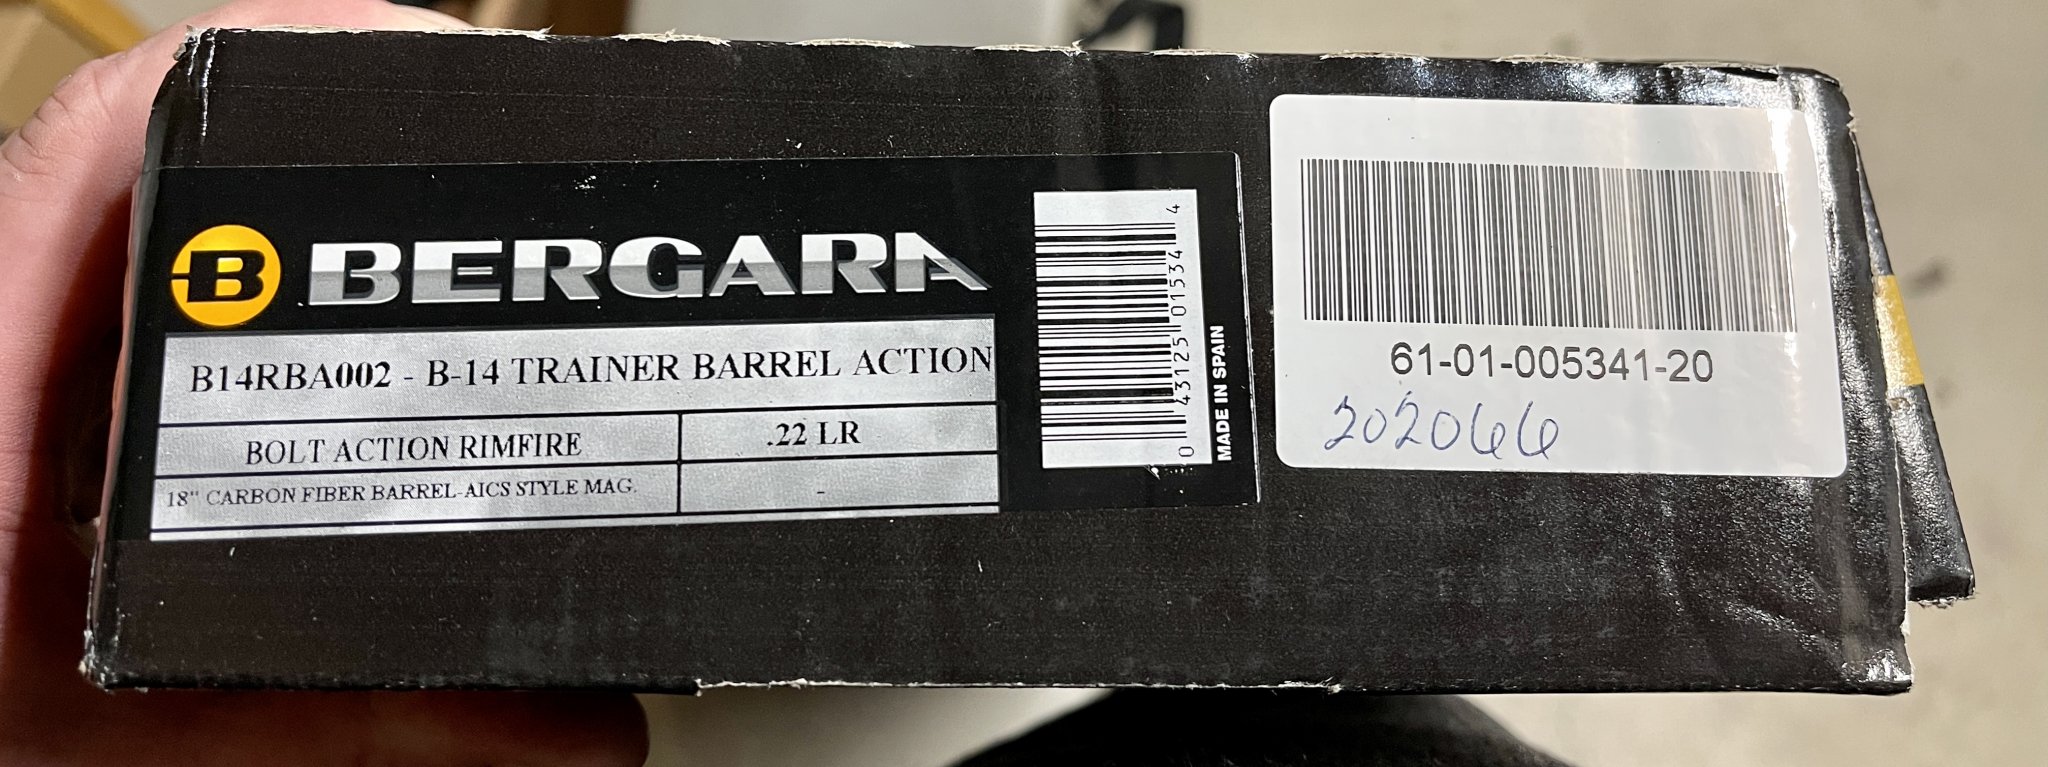 B BERGARA
B14RBA002 - B-14 TRAINER BARREL ACTION
BOLT ACTION RIMFIRE
.22 LR
18" CARBON FIBER BARREL-AICS STYLE MAG.
-
0 43125 01534 4
MADE IN SPAIN
61-01-005341-20
202066